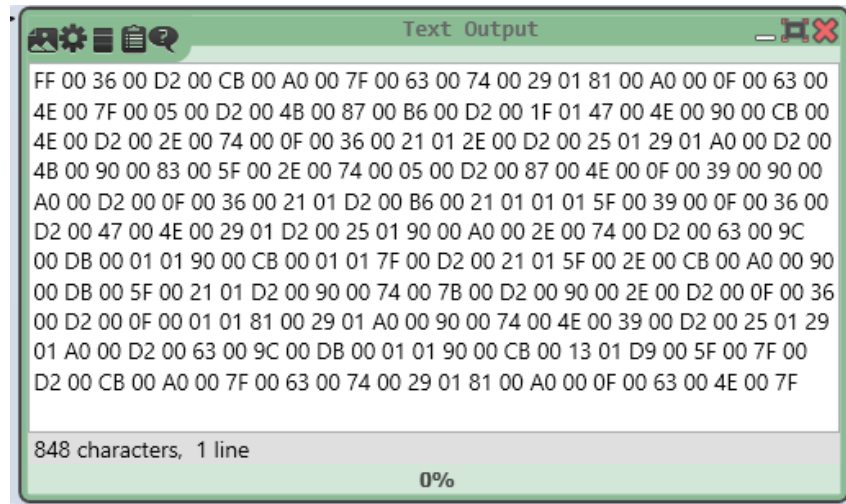 Text Output
FF 00 36 00 D2 00 CB 00 A0 00 7F 00 63 00 74 00 29 01 81 00 A0 00 0F 00 63 00
4E 00 7F 00 05 00 D2 00 4B 00 87 00 B6 00 D2 00 1F 01 47 00 4E 00 90 00 CB 00
4E 00 D2 00 2E 00 74 00 0F 00 36 00 21 01 2E 00 D2 00 25 01 29 01 A0 00 D2 00
4B 00 90 00 83 00 5F 00 2E 00 74 00 05 00 D2 00 87 00 4E 00 0F 00 39 00 90 00
A0 00 D2 00 0F 00 36 00 21 01 D2 00 B6 00 21 01 01 01 5F 00 39 00 0F 00 36 00
D2 00 47 00 4E 00 29 01 D2 00 25 01 90 00 A0 00 2E 00 74 00 D2 00 63 00 9C
00 DB 00 01 01 90 00 CB 00 01 01 7F 00 D2 00 21 01 5F 00 2E 00 CB 00 A0 00 90
00 DB 00 5F 00 21 01 D2 00 90 00 74 00 7B 00 D2 00 90 00 2E 00 D2 00 0F 00 36
00 D2 00 0F 00 01 01 81 00 29 01 A0 00 90 00 74 00 4E 00 39 00 D2 00 25 01 29
01 A0 00 D2 00 63 00 9C 00 DB 00 01 01 90 00 CB 00 13 01 D9 00 5F 00 7F 00
D2 00 CB 00 A0 00 7F 00 63 00 74 00 29 01 81 00 A0 00 0F 00 63 00 4E 00 7F
848 characters, 1 line
0%